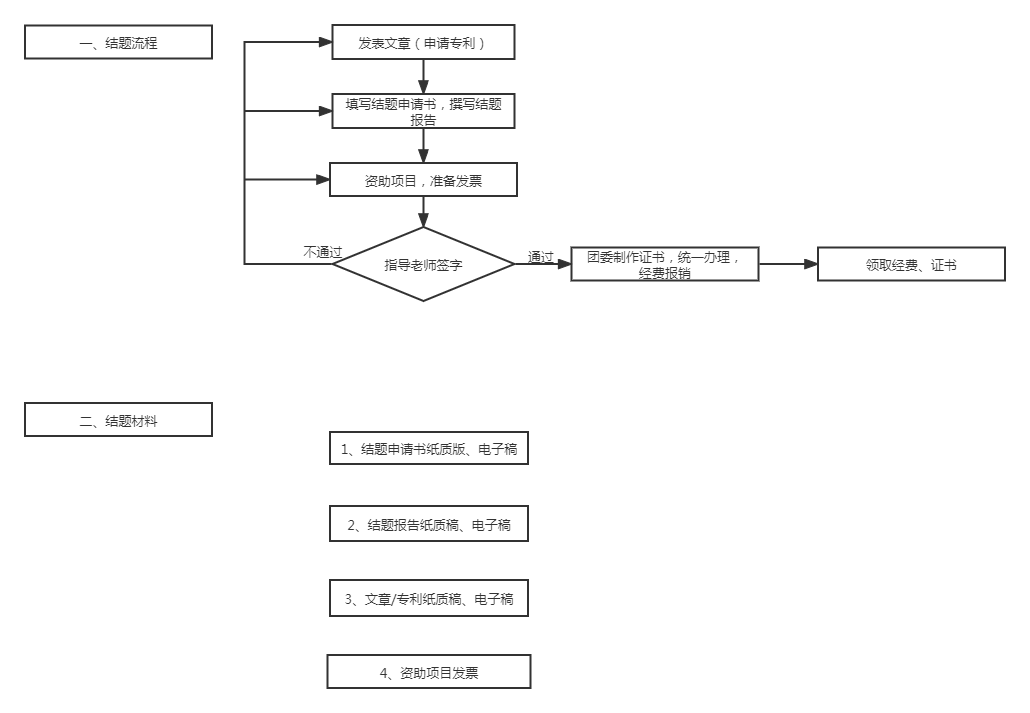 一、结题流程
发表文章（申请专利）
填写结题申请书，撰写结题
报告
资助项目，准备发票
不通过
指导老师签字
通过
团委制作证书，统一办理，
经费报销
领取经费、证书
二、结题材料
1、结题申请书纸质版、电子稿
2、结题报告纸质稿、电子稿
3、文章/专利纸质稿、电子稿
4、资助项目发票